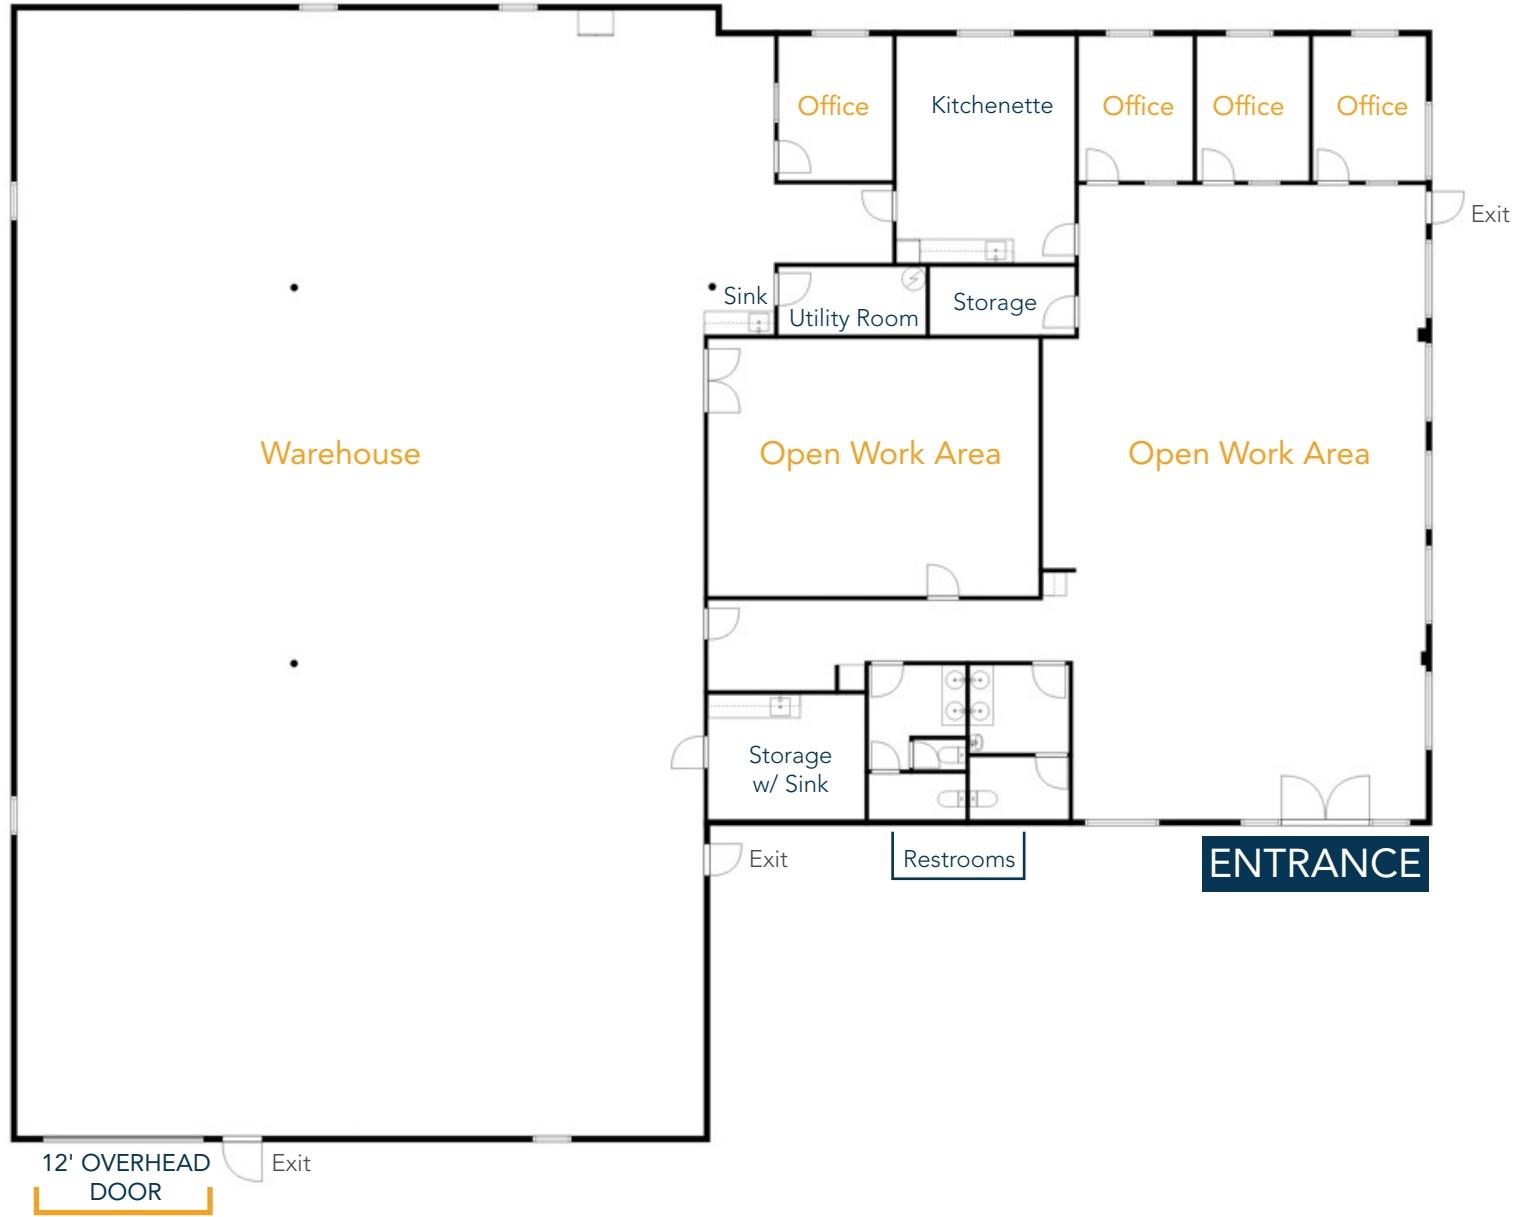 Office
Kitchenette
Office
Office
Office
Exit
Sink
Utility Room
Storage
Warehouse
Open Work Area
Open Work Area
Storage
w/ Sink
Exit
Restrooms
ENTRANCE
12' OVERHEAD
DOOR
Exit